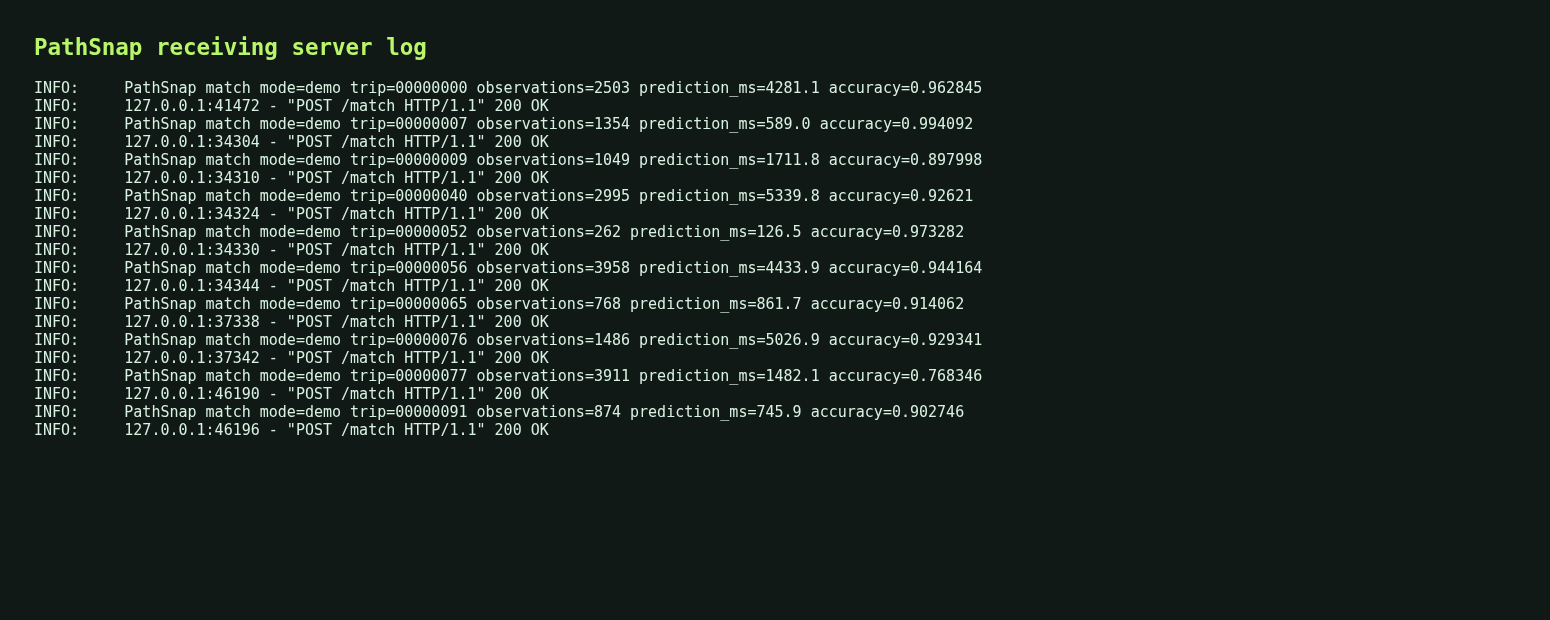 PathSnap receiving server log
INFO:     PathSnap match mode=demo trip=00000000 observations=2503 prediction_ms=4281.1 accuracy=0.962845
INFO:     127.0.0.1:41472 - "POST /match HTTP/1.1" 200 OK
INFO:     PathSnap match mode=demo trip=00000007 observations=1354 prediction_ms=589.0 accuracy=0.994092
INFO:     127.0.0.1:34304 - "POST /match HTTP/1.1" 200 OK
INFO:     PathSnap match mode=demo trip=00000009 observations=1049 prediction_ms=1711.8 accuracy=0.897998
INFO:     127.0.0.1:34310 - "POST /match HTTP/1.1" 200 OK
INFO:     PathSnap match mode=demo trip=00000040 observations=2995 prediction_ms=5339.8 accuracy=0.92621
INFO:     127.0.0.1:34324 - "POST /match HTTP/1.1" 200 OK
INFO:     PathSnap match mode=demo trip=00000052 observations=262 prediction_ms=126.5 accuracy=0.973282
INFO:     127.0.0.1:34330 - "POST /match HTTP/1.1" 200 OK
INFO:     PathSnap match mode=demo trip=00000056 observations=3958 prediction_ms=4433.9 accuracy=0.944164
INFO:     127.0.0.1:34344 - "POST /match HTTP/1.1" 200 OK
INFO:     PathSnap match mode=demo trip=00000065 observations=768 prediction_ms=861.7 accuracy=0.914062
INFO:     127.0.0.1:37338 - "POST /match HTTP/1.1" 200 OK
INFO:     PathSnap match mode=demo trip=00000076 observations=1486 prediction_ms=5026.9 accuracy=0.929341
INFO:     127.0.0.1:37342 - "POST /match HTTP/1.1" 200 OK
INFO:     PathSnap match mode=demo trip=00000077 observations=3911 prediction_ms=1482.1 accuracy=0.768346
INFO:     127.0.0.1:46190 - "POST /match HTTP/1.1" 200 OK
INFO:     PathSnap match mode=demo trip=00000091 observations=874 prediction_ms=745.9 accuracy=0.902746
INFO:     127.0.0.1:46196 - "POST /match HTTP/1.1" 200 OK